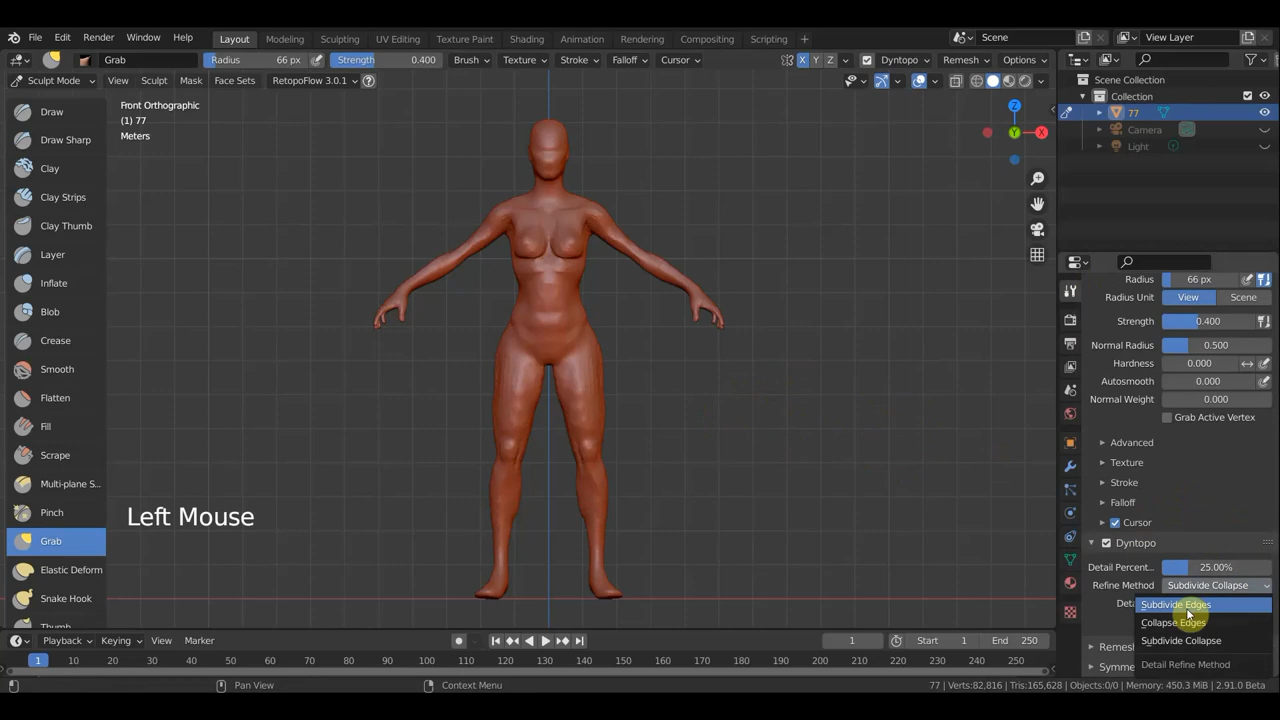 File Edit Render Window Help Layout Modeling Sculpting UV Editing Texture Paint Shading Animation Rendering Compositing Scripting + Scene View Layer
Grab Radius 66 px Strength 0.400 Brush Texture Stroke Falloff Cursor X Y Z Dyntopo Remesh Options
Sculpt Mode View Sculpt Mask Face Sets RetopoFlow 3.0.1 ?
Scene Collection
Collection
77
Camera
Light
Front Orthographic
(1) 77
Meters
Z
Y
X
Draw
Draw Sharp
Clay
Clay Strips
Clay Thumb
Layer
Inflate
Blob
Crease
Smooth
Flatten
Fill
Scrape
Multi-plane S...
Pinch
Grab
Elastic Deform
Snake Hook
Thumb
Left Mouse
Radius 66 px
Radius Unit View Scene
Strength 0.400
Normal Radius 0.500
Hardness 0.000
Autosmooth 0.000
Normal Weight 0.000
Grab Active Vertex
Advanced
Texture
Stroke
Falloff
Cursor
Dyntopo
Detail Percent... 25.00%
Refine Method Subdivide Collapse
Deta
Subdivide Edges
Collapse Edges
Subdivide Collapse
Detail Refine Method
Remesh
Symme
Playback Keying View Marker 1 Start 1 End 250
1 10 20 30 40 50 60 70 80 90 100 110 120 130 140 150 160 170 180 190 200 210 220 230 240 250
Pan View Context Menu 77 | Verts:82,816 | Tris:165,628 | Objects:0/0 | Memory: 450.3 MiB | 2.91.0 Beta